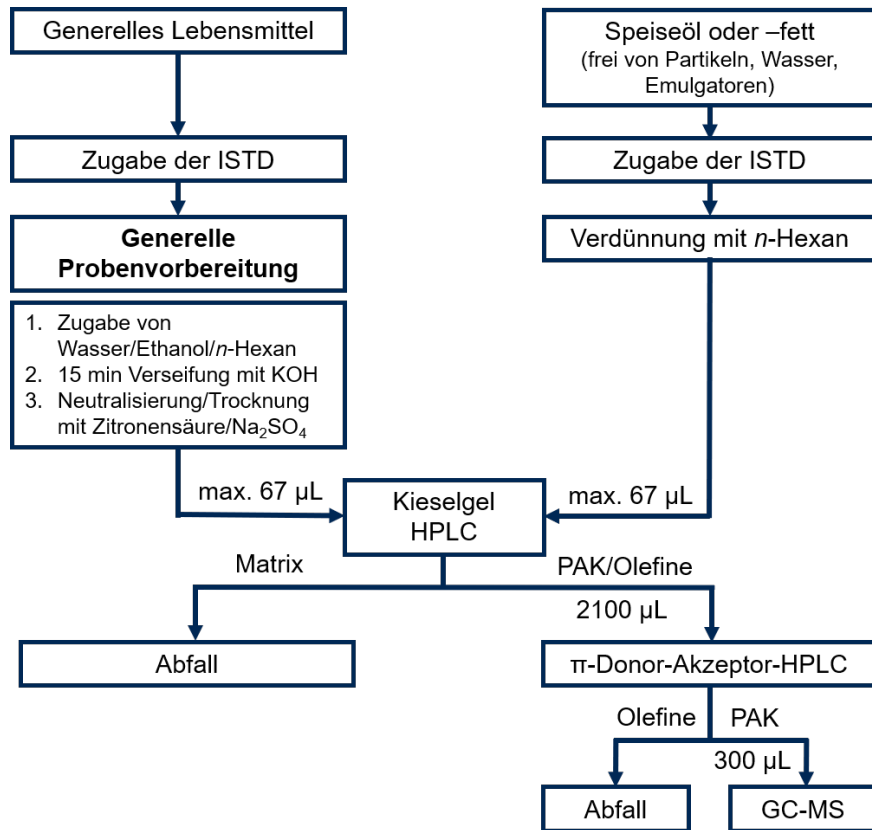 Generelles Lebensmittel
Speiseöl oder –fett
(frei von Partikeln, Wasser,
Emulgatoren)
Zugabe der ISTD
Zugabe der ISTD
Generelle
Probenvorbereitung
Verdünnung mit n-Hexan
1. Zugabe von
Wasser/Ethanol/n-Hexan
2. 15 min Verseifung mit KOH
3. Neutralisierung/Trocknung
mit Zitronensäure/Na₂SO₄
max. 67 µL
Kieselgel
HPLC
max. 67 µL
Matrix
PAK/Olefine
2100 µL
Abfall
π-Donor-Akzeptor-HPLC
Olefine
PAK
300 µL
Abfall
GC-MS